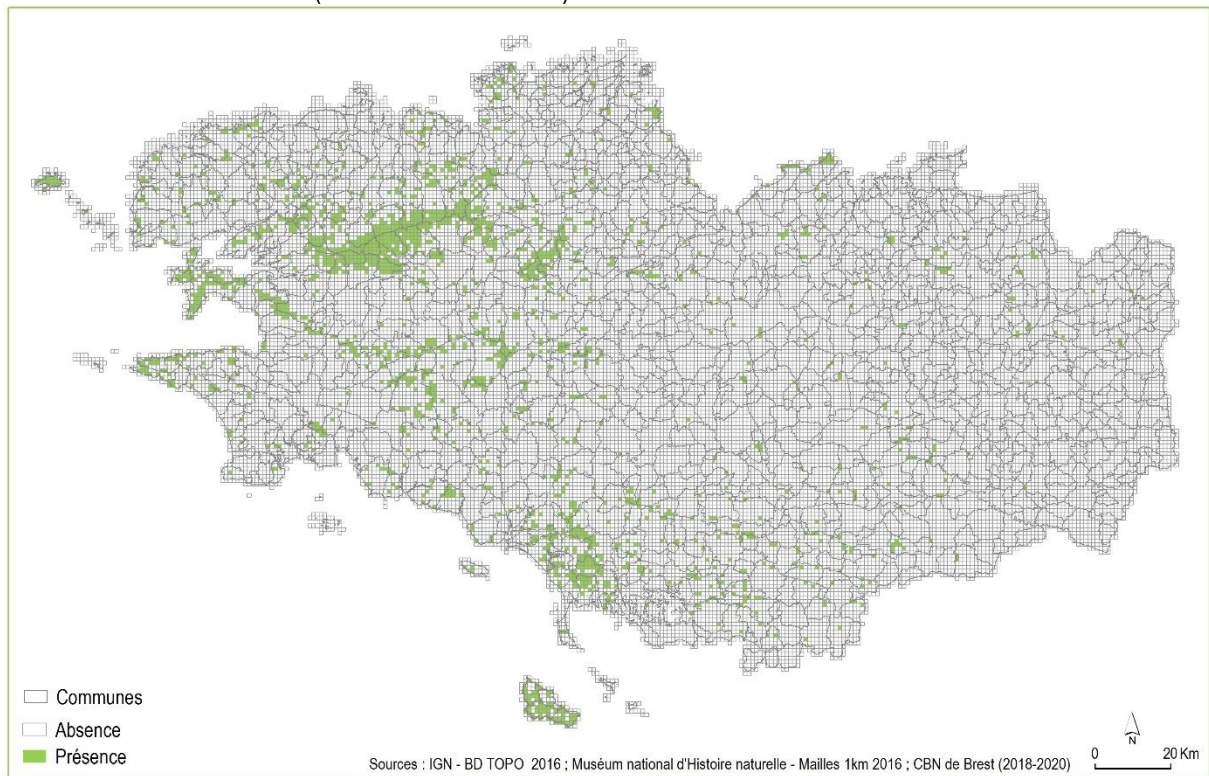 Communes
Absence
Présence
Sources : IGN - BD TOPO 2016 ; Muséum national d'Histoire naturelle - Mailles 1km 2016 ; CBN de Brest (2018-2020)
N
0 20 Km